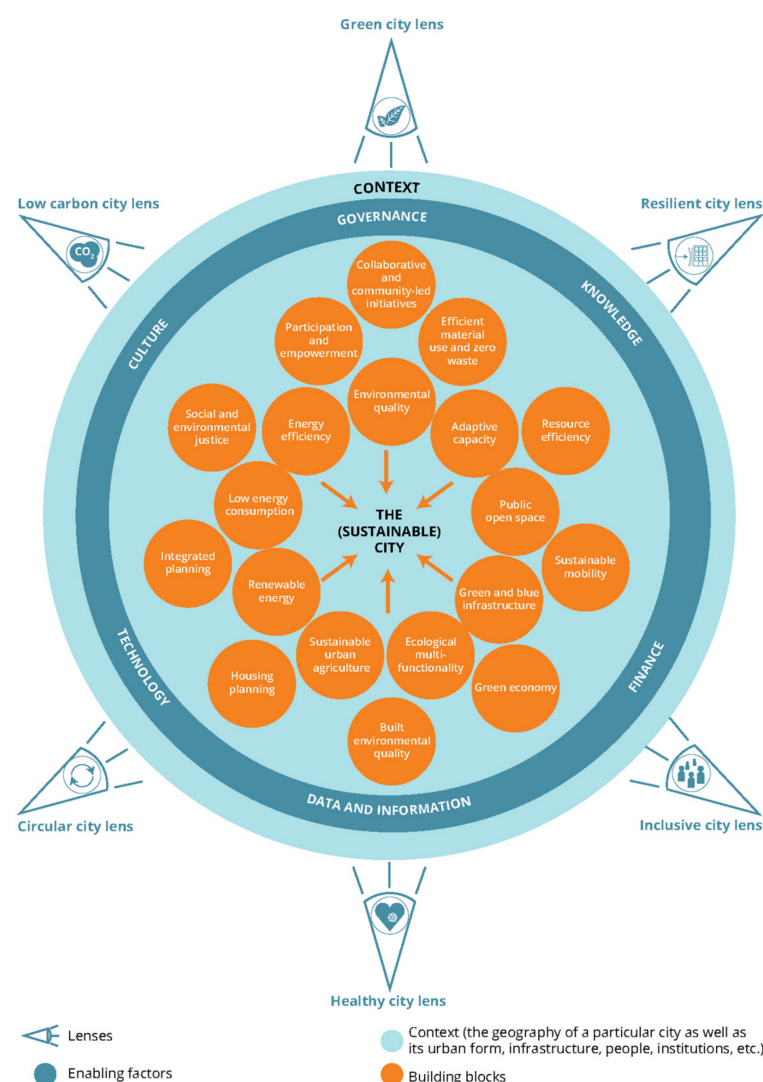 Green city lens
Low carbon city lens
Resilient city lens
CO₂
CONTEXT
GOVERNANCE
CULTURE
KNOWLEDGE
Collaborative
and
community-led
initiatives
Participation
and
empowerment
Efficient
material
use and zero
waste
Environmental
quality
Social and
environmental
justice
Energy
efficiency
Adaptive
capacity
Resource
efficiency
Low energy
consumption
THE
(SUSTAINABLE)
CITY
Public
open space
Integrated
planning
Renewable
energy
Green and blue
infrastructure
Sustainable
mobility
Housing
planning
Sustainable
urban
agriculture
Ecological
multi-
functionality
Green economy
Built
environmental
quality
TECHNOLOGY
FINANCE
DATA AND INFORMATION
Circular city lens
Inclusive city lens
Healthy city lens
Lenses
Enabling factors
Context (the geography of a particular city as well as
its urban form, infrastructure, people, institutions, etc.)
Building blocks